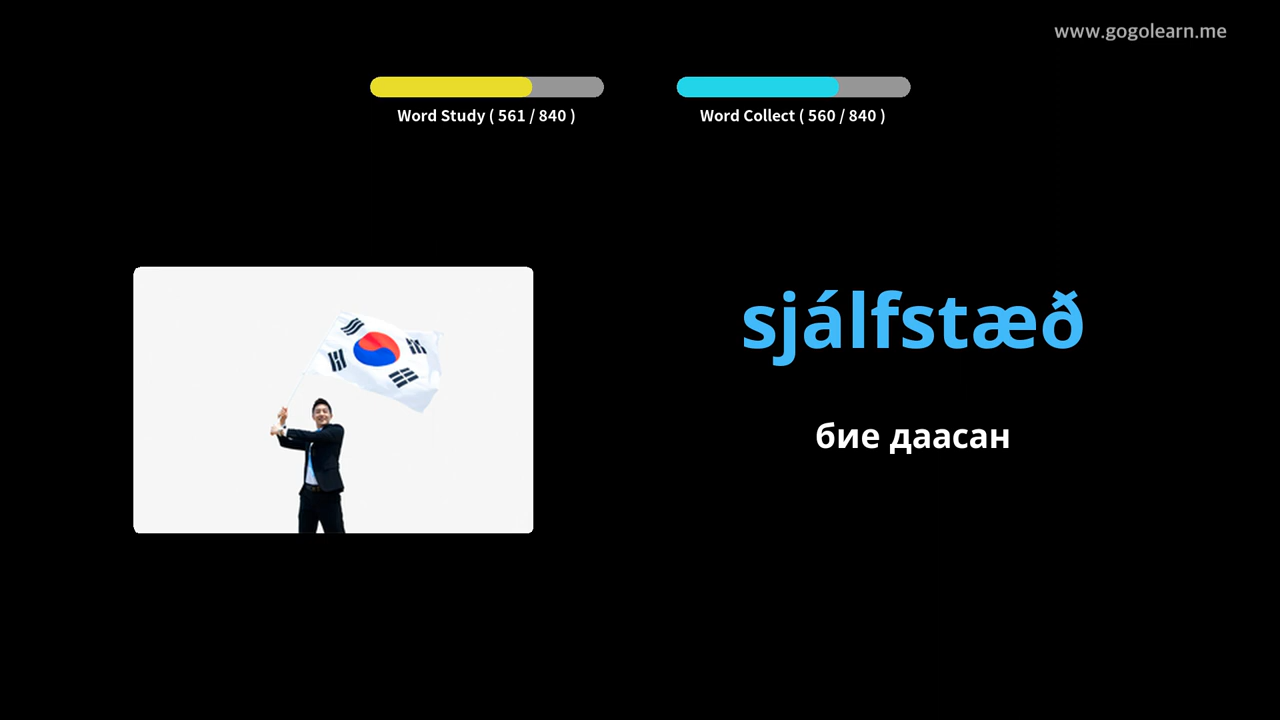 www.gogolearn.me
Word Study ( 561 / 840 )
Word Collect ( 560 / 840 )
sjálfstæð
бие даасан